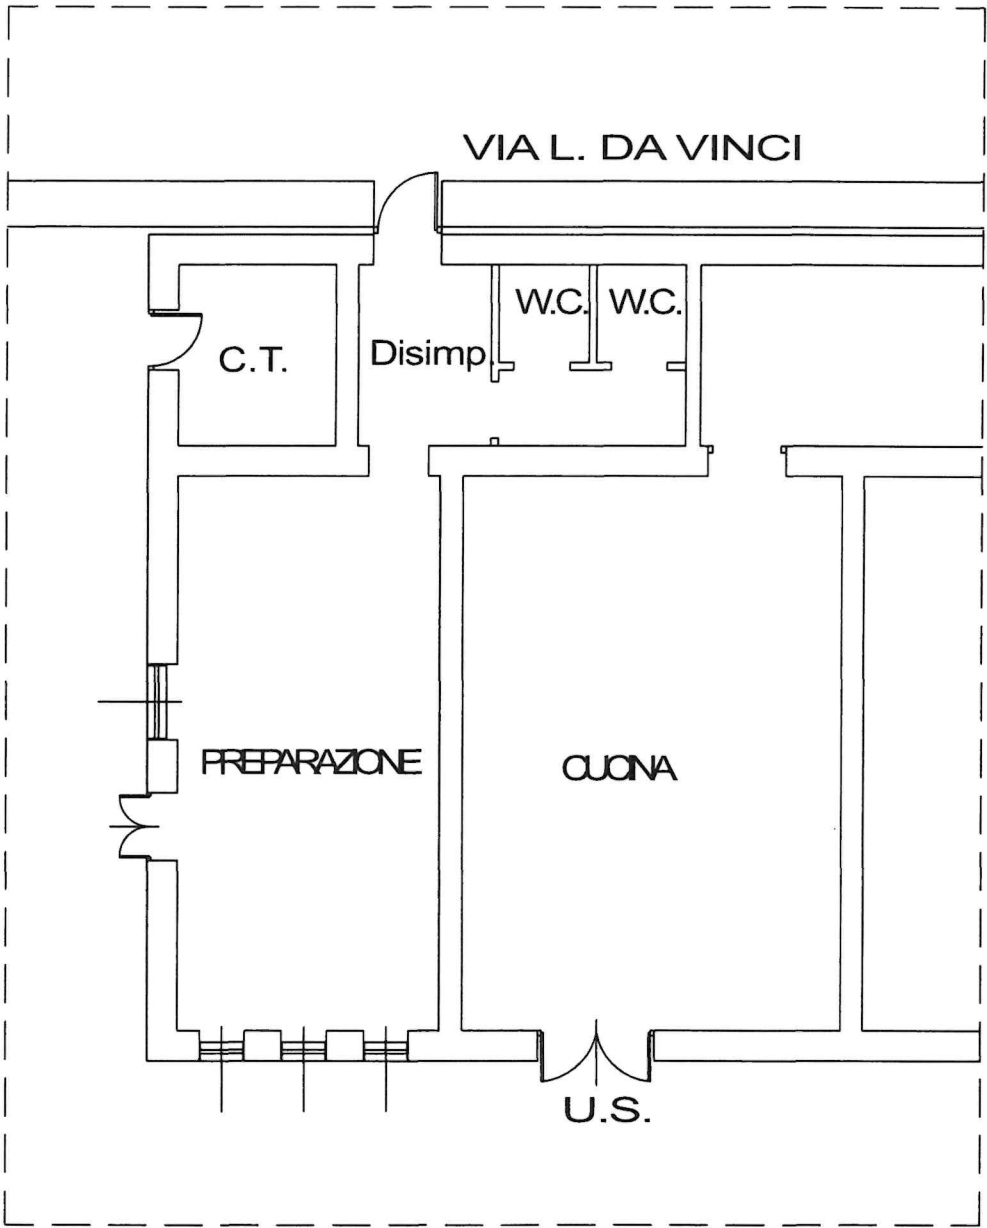 VIA L. DA VINCI
W.C.
W.C.
C.T.
Disimp.
PREPARAZIONE
CUCINA
U.S.